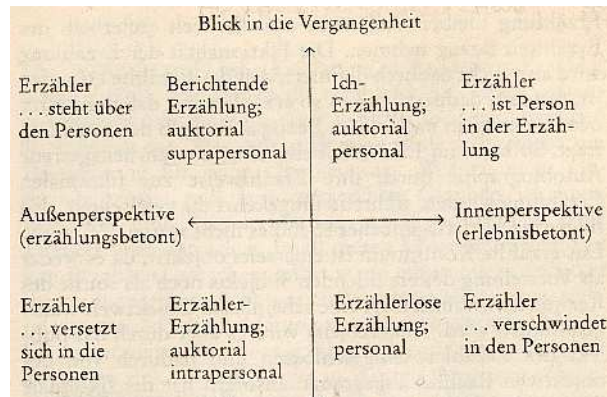 Blick in die Vergangenheit
Erzähler
...steht über
den Personen
Berichtende
Erzählung;
auktorial
suprapersonal
Ich-
Erzählung;
auktorial
personal
Erzähler
...ist Person
in der Erzäh-
lung
Außenperspektive
(erzählungsbetont)
Innenperspektive
(erlebnisbetont)
Erzähler
...versetzt
sich in die
Personen
Erzähler-
Erzählung;
auktorial
intrapersonal
Erzählerlose
Erzählung;
personal
Erzähler
...verschwindet
in den Personen